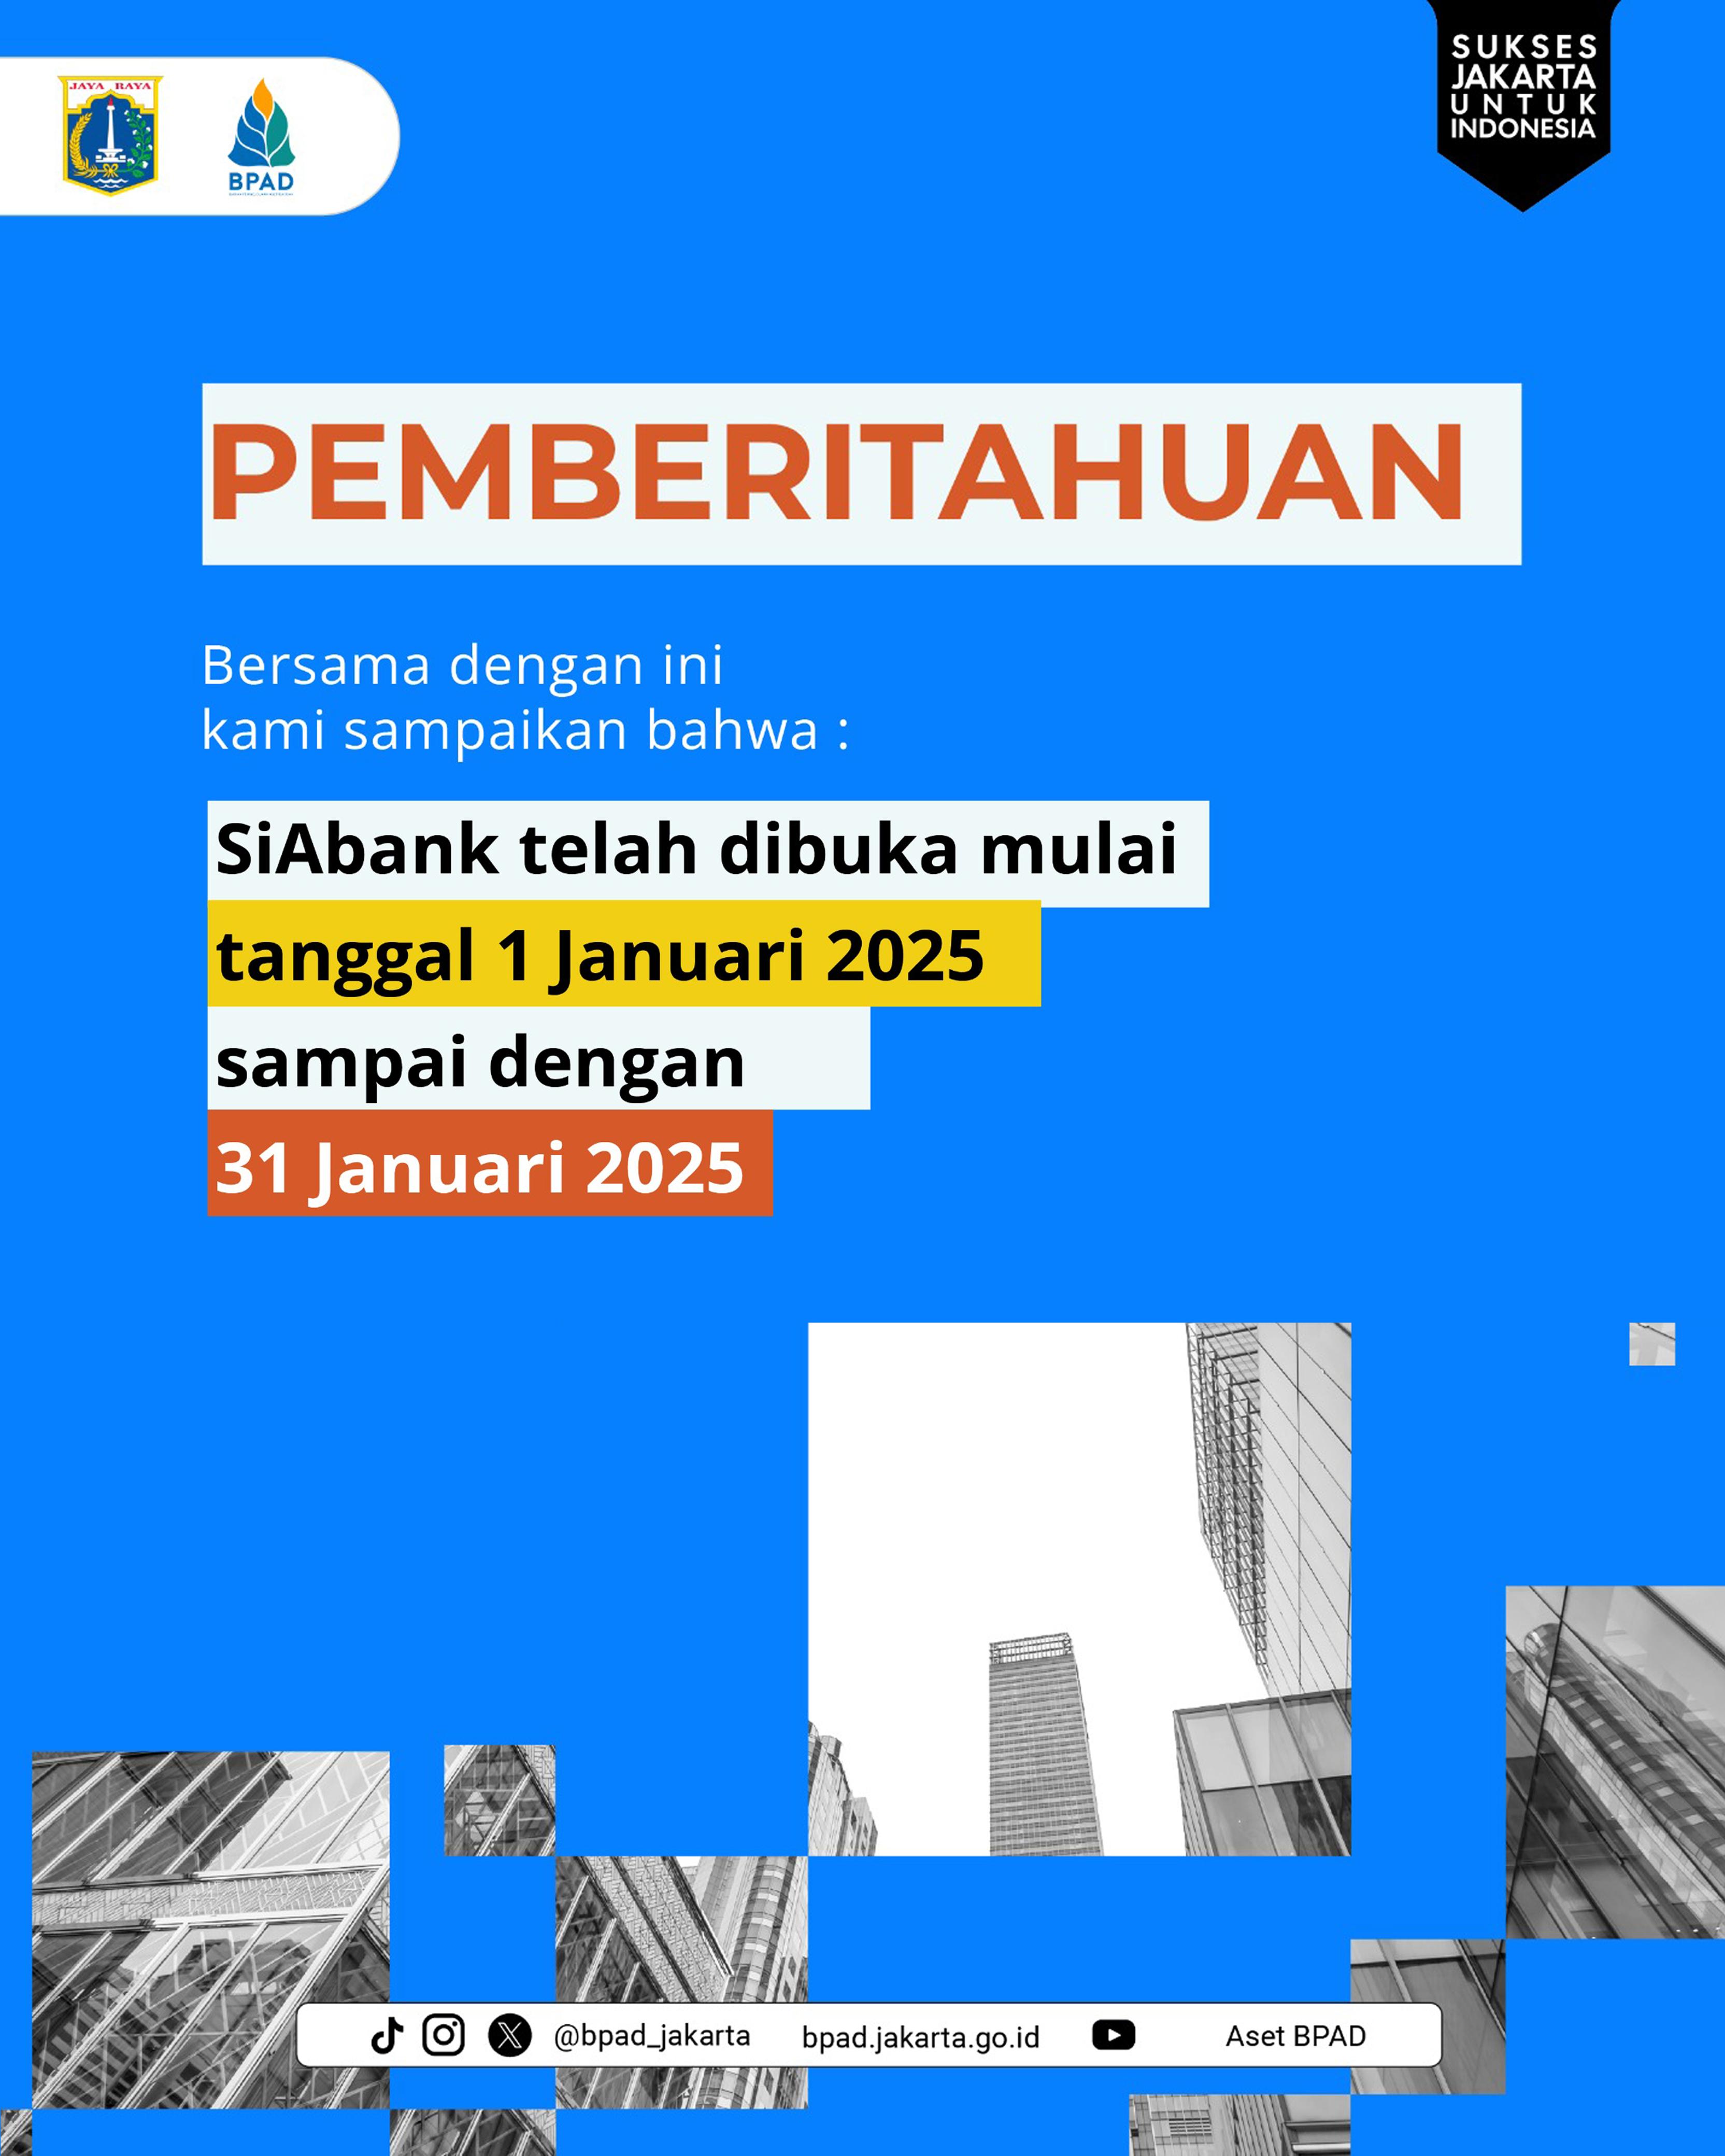 JAYA RAYA
BPAD
SUKSES
JAKARTA
UNTUK
INDONESIA
PEMBERITAHUAN
Bersama dengan ini
kami sampaikan bahwa :
SiAbank telah dibuka mulai
tanggal 1 Januari 2025
sampai dengan
31 Januari 2025
@bpad_jakarta bpad.jakarta.go.id Aset BPAD